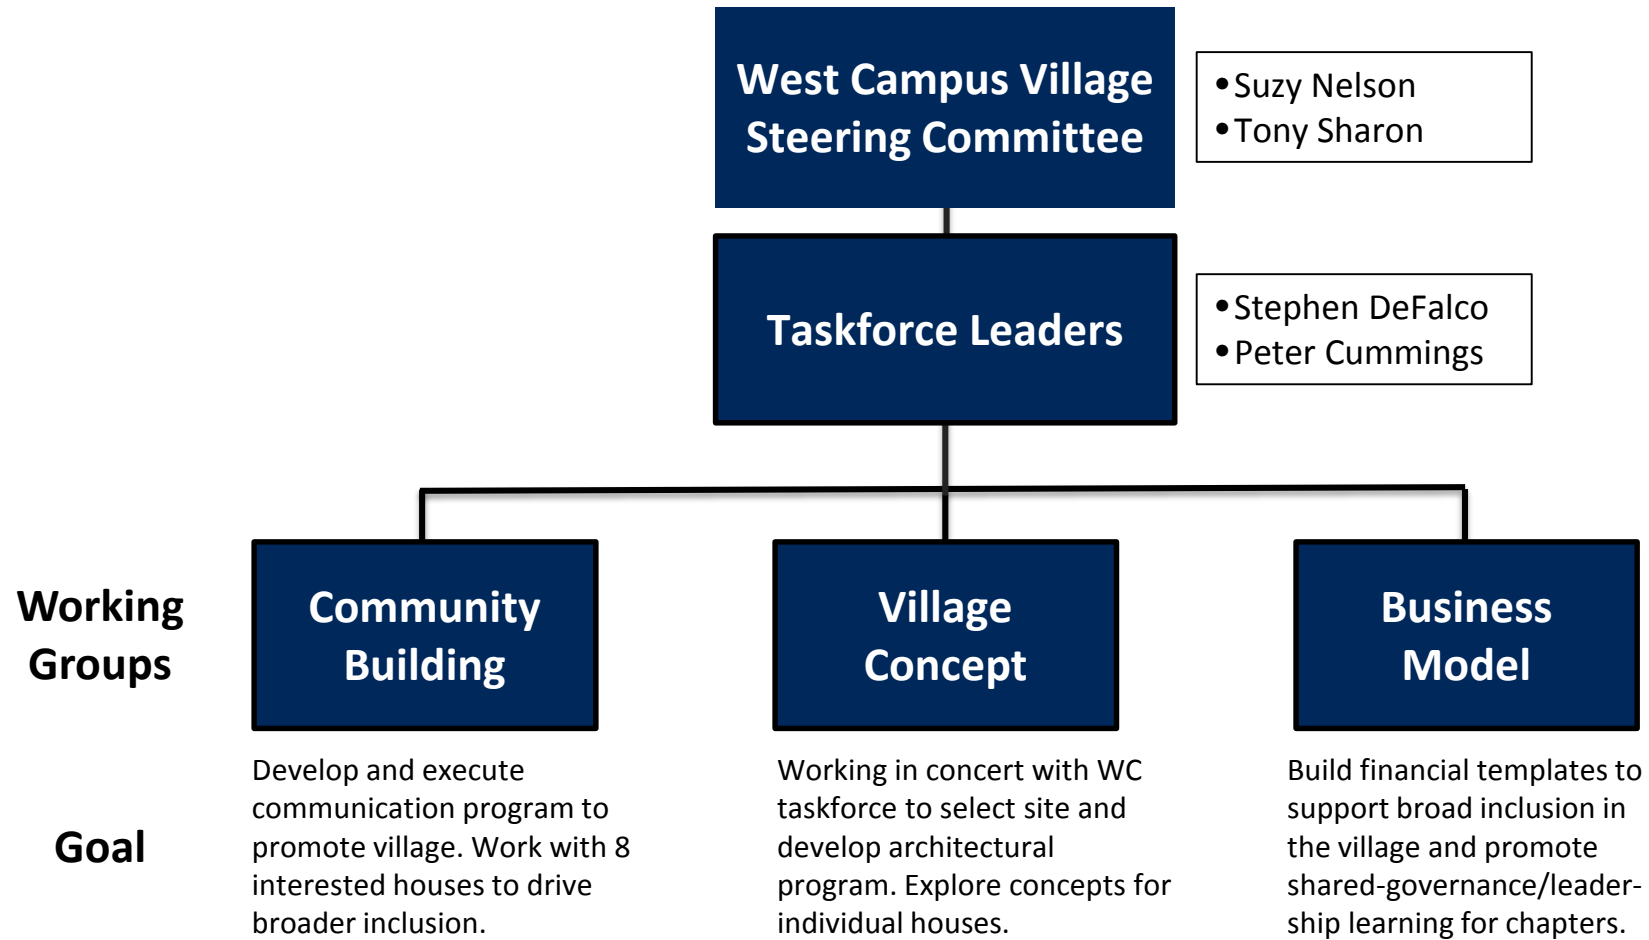 West Campus Village
Steering Committee
•Suzy Nelson
•Tony Sharon
Taskforce Leaders
•Stephen DeFalco
•Peter Cummings
Working
Groups
Community
Building
Village
Concept
Business
Model
Goal
Develop and execute
communication program to
promote village. Work with 8
interested houses to drive
broader inclusion.
Working in concert with WC
taskforce to select site and
develop architectural
program. Explore concepts for
individual houses.
Build financial templates to
support broad inclusion in
the village and promote
shared-governance/leader-
ship learning for chapters.